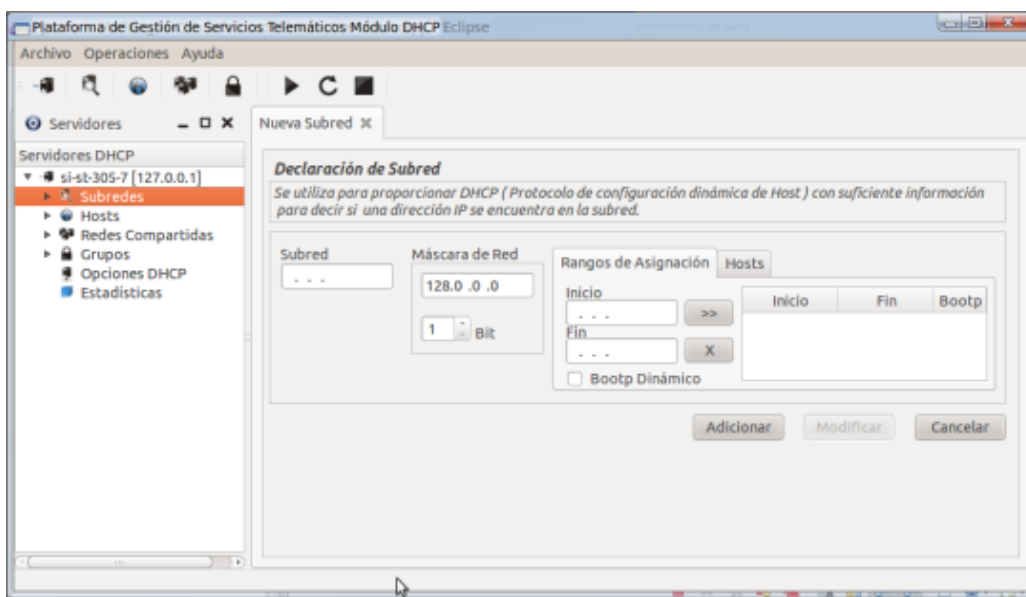 Plataforma de Gestión de Servicios Telemáticos Módulo DHCP Eclipse
Archivo Operaciones Ayuda
Servidores
Nueva Subred
Servidores DHCP
si-st-305-7 [127.0.0.1]
Subredes
Hosts
Redes Compartidas
Grupos
Opciones DHCP
Estadísticas
Declaración de Subred
Se utiliza para proporcionar DHCP ( Protocolo de configuración dinámica de Host ) con suficiente información
para decir si una dirección IP se encuentra en la subred.
Subred
. . .
Máscara de Red
128.0 .0 .0
1 Bit
Rangos de Asignación Hosts
Inicio
. . .
>>
Fin
. . .
X
Bootp Dinámico
Inicio Fin Bootp
Adicionar Modificar Cancelar